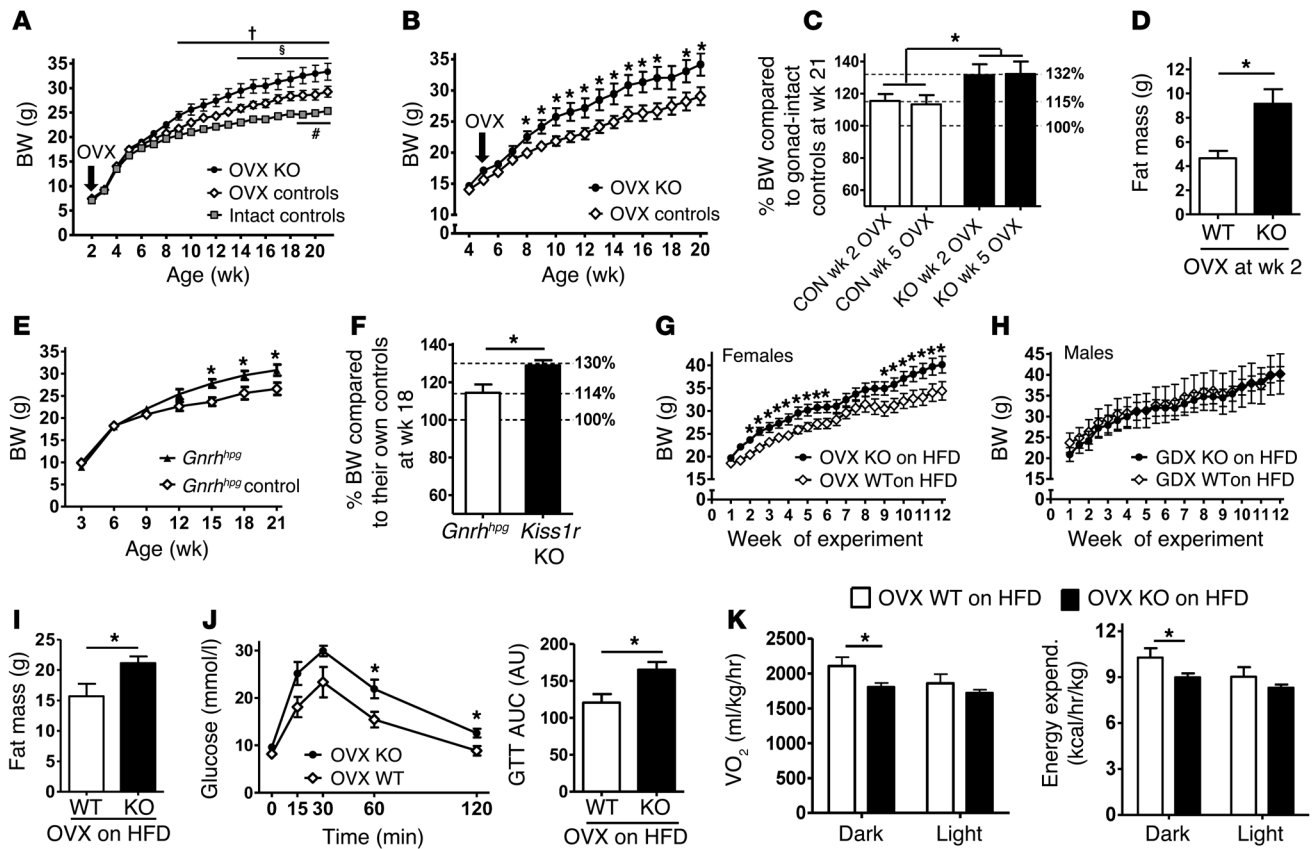 A
†
§
35
30
25
20
15
10
5
0
BW (g)
OVX
#
OVX KO
OVX controls
Intact controls
2 4 6 8 10 12 14 16 18 20
Age (wk)
B
* * * * * * * * * * * *
35
30
25
20
15
10
0
BW (g)
OVX
OVX KO
OVX controls
4 6 8 10 12 14 16 18 20
Age (wk)
C
*
140
120
100
80
60
% BW compared
to gonad-intact
controls at wk 21
132%
115%
100%
CON wk 2 OVX
CON wk 5 OVX
KO wk 2 OVX
KO wk 5 OVX
D
*
12
10
8
6
4
2
0
Fat mass (g)
WT KO
OVX at wk 2
E
* * *
35
30
25
20
15
10
5
0
BW (g)
Gnrhhpg
Gnrhhpg control
3 6 9 12 15 18 21
Age (wk)
F
*
140
120
100
80
60
% BW compared
to their own controls
at wk 18
130%
114%
100%
Gnrhhpg Kiss1r
KO
G
Females
40
35
30
25
20
15
0
BW (g)
OVX KO on HFD
OVX WTon HFD
0 1 2 3 4 5 6 7 8 9 10 11 12
Week of experiment
H
Males
45
40
35
30
25
20
15
0
BW (g)
GDX KO on HFD
GDX WTon HFD
0 1 2 3 4 5 6 7 8 9 10 11 12
Week of experiment
I
*
25
20
15
10
5
0
Fat mass (g)
WT KO
OVX on HFD
J
* *
30
20
10
0
Glucose (mmol/l)
OVX KO
OVX WT
0 15 30 60 120
Time (min)
*
200
150
100
50
0
GTT AUC (AU)
WT KO
OVX on HFD
OVX WT on HFD OVX KO on HFD
K
*
2500
2000
1500
1000
500
0
VO2 (ml/kg/hr)
Dark Light
*
12
9
6
3
0
Energy expend.
(kcal/hr/kg)
Dark Light